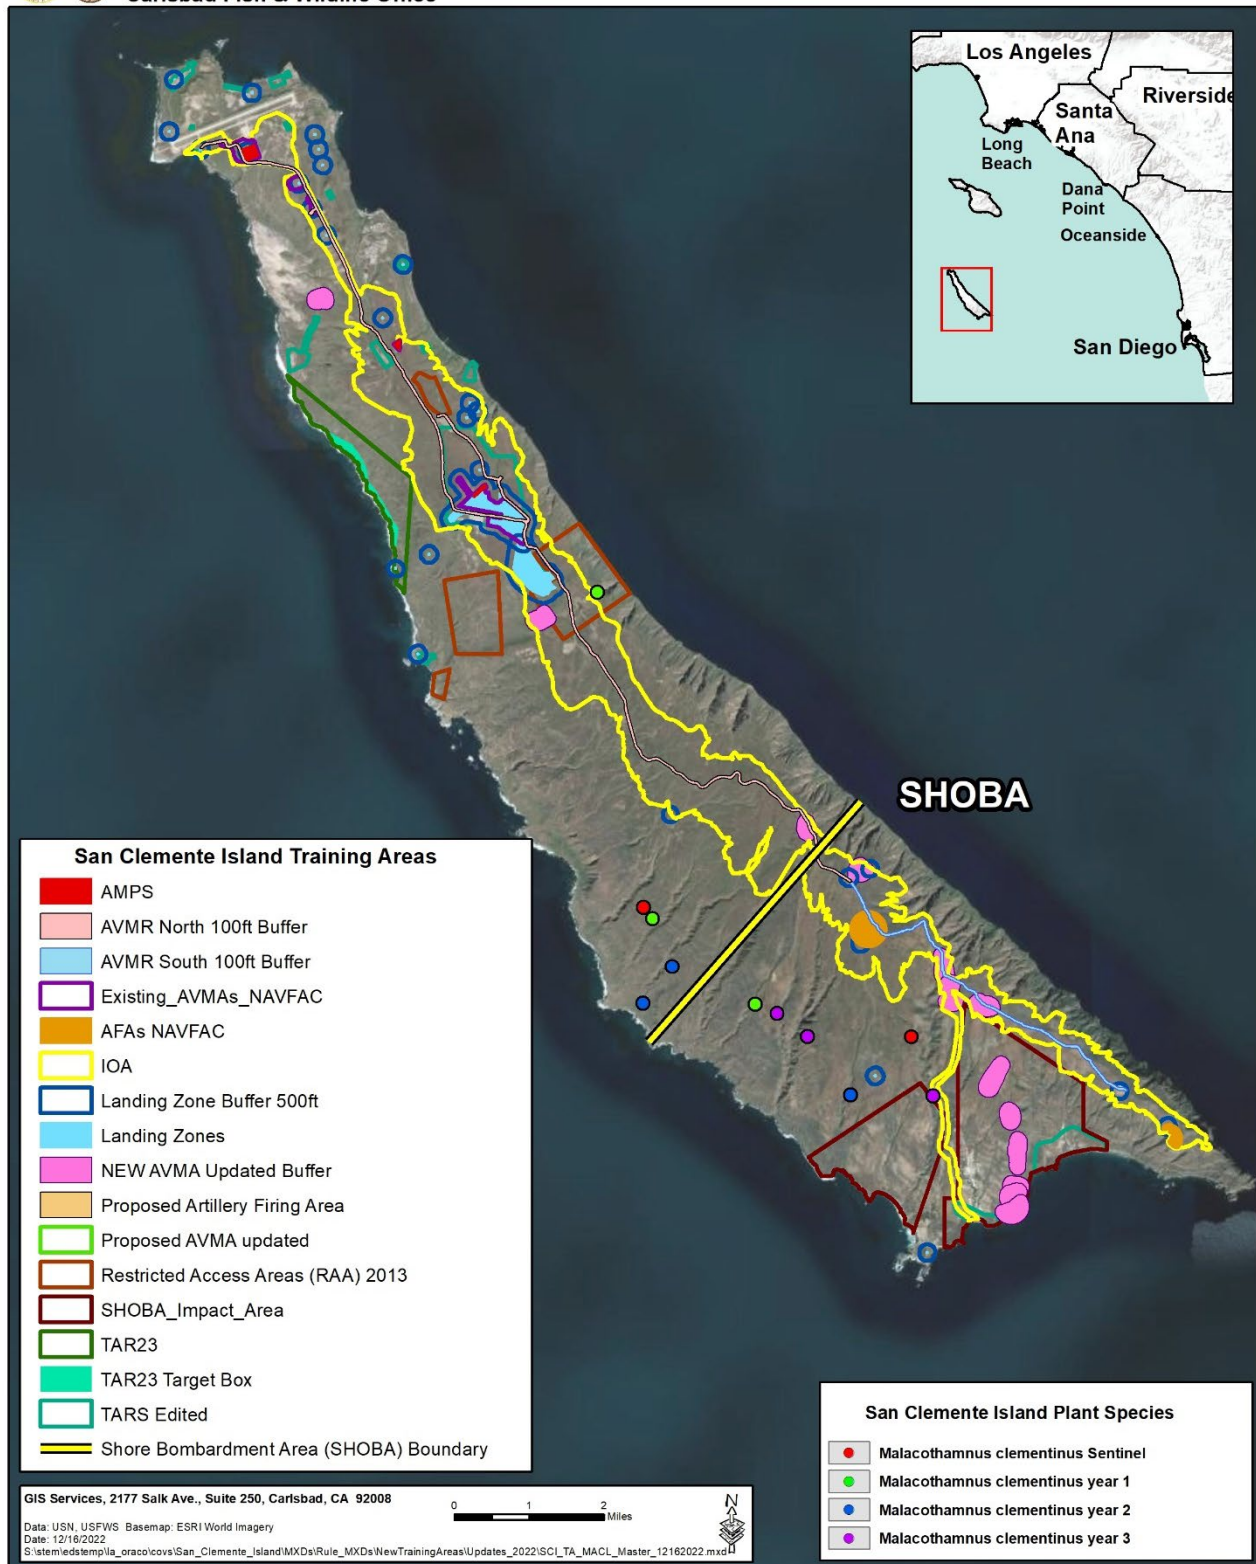 Carlsbad Fish & Wildlife Office
Los Angeles
Riverside
Santa
Ana
Long
Beach
Dana
Point
Oceanside
San Diego
SHOBA
San Clemente Island Training Areas
AMPS
AVMR North 100ft Buffer
AVMR South 100ft Buffer
Existing_AVMAs_NAVFAC
AFAs NAVFAC
IOA
Landing Zone Buffer 500ft
Landing Zones
NEW AVMA Updated Buffer
Proposed Artillery Firing Area
Proposed AVMA updated
Restricted Access Areas (RAA) 2013
SHOBA_Impact_Area
TAR23
TAR23 Target Box
TARS Edited
Shore Bombardment Area (SHOBA) Boundary
San Clemente Island Plant Species
Malacothamnus clementinus Sentinel
Malacothamnus clementinus year 1
Malacothamnus clementinus year 2
Malacothamnus clementinus year 3
GIS Services, 2177 Salk Ave., Suite 250, Carlsbad, CA 92008
Data: USN, USFWS Basemap: ESRI World Imagery
Date: 12/16/2022
S:\stem\edstemp\la_oraco\covs\San_Clemente_Island\MXDs\Rule_MXDs\NewTrainingAreas\Updates_2022\SCI_TA_MACL_Master_12162022.mxd
0 1 2
Miles
N